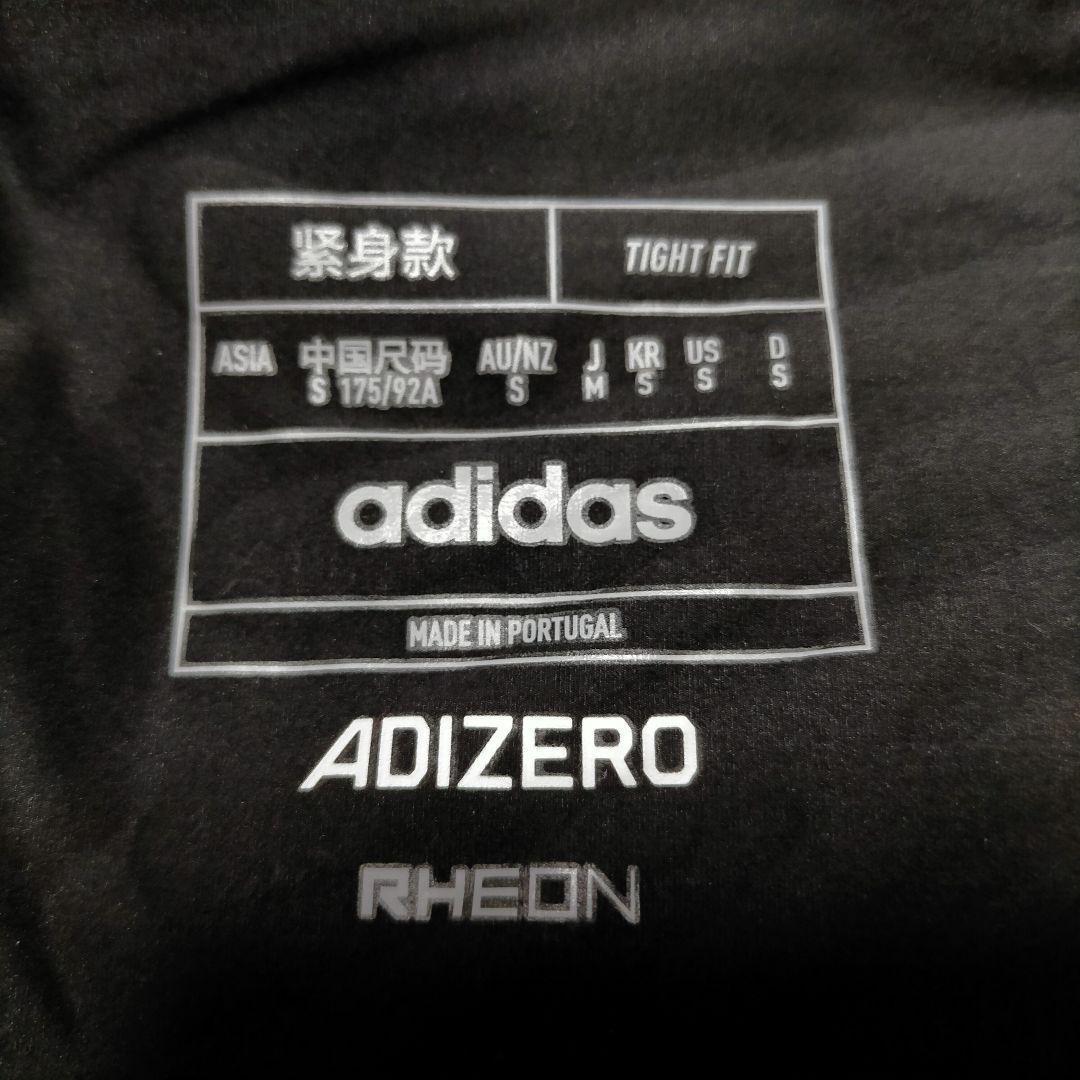 紧身款 TIGHT FIT
ASIA 中国尺码 AU/NZ J KR US D
S 175/92A S M S S S
adidas
MADE IN PORTUGAL
ADIZERO
RHEON